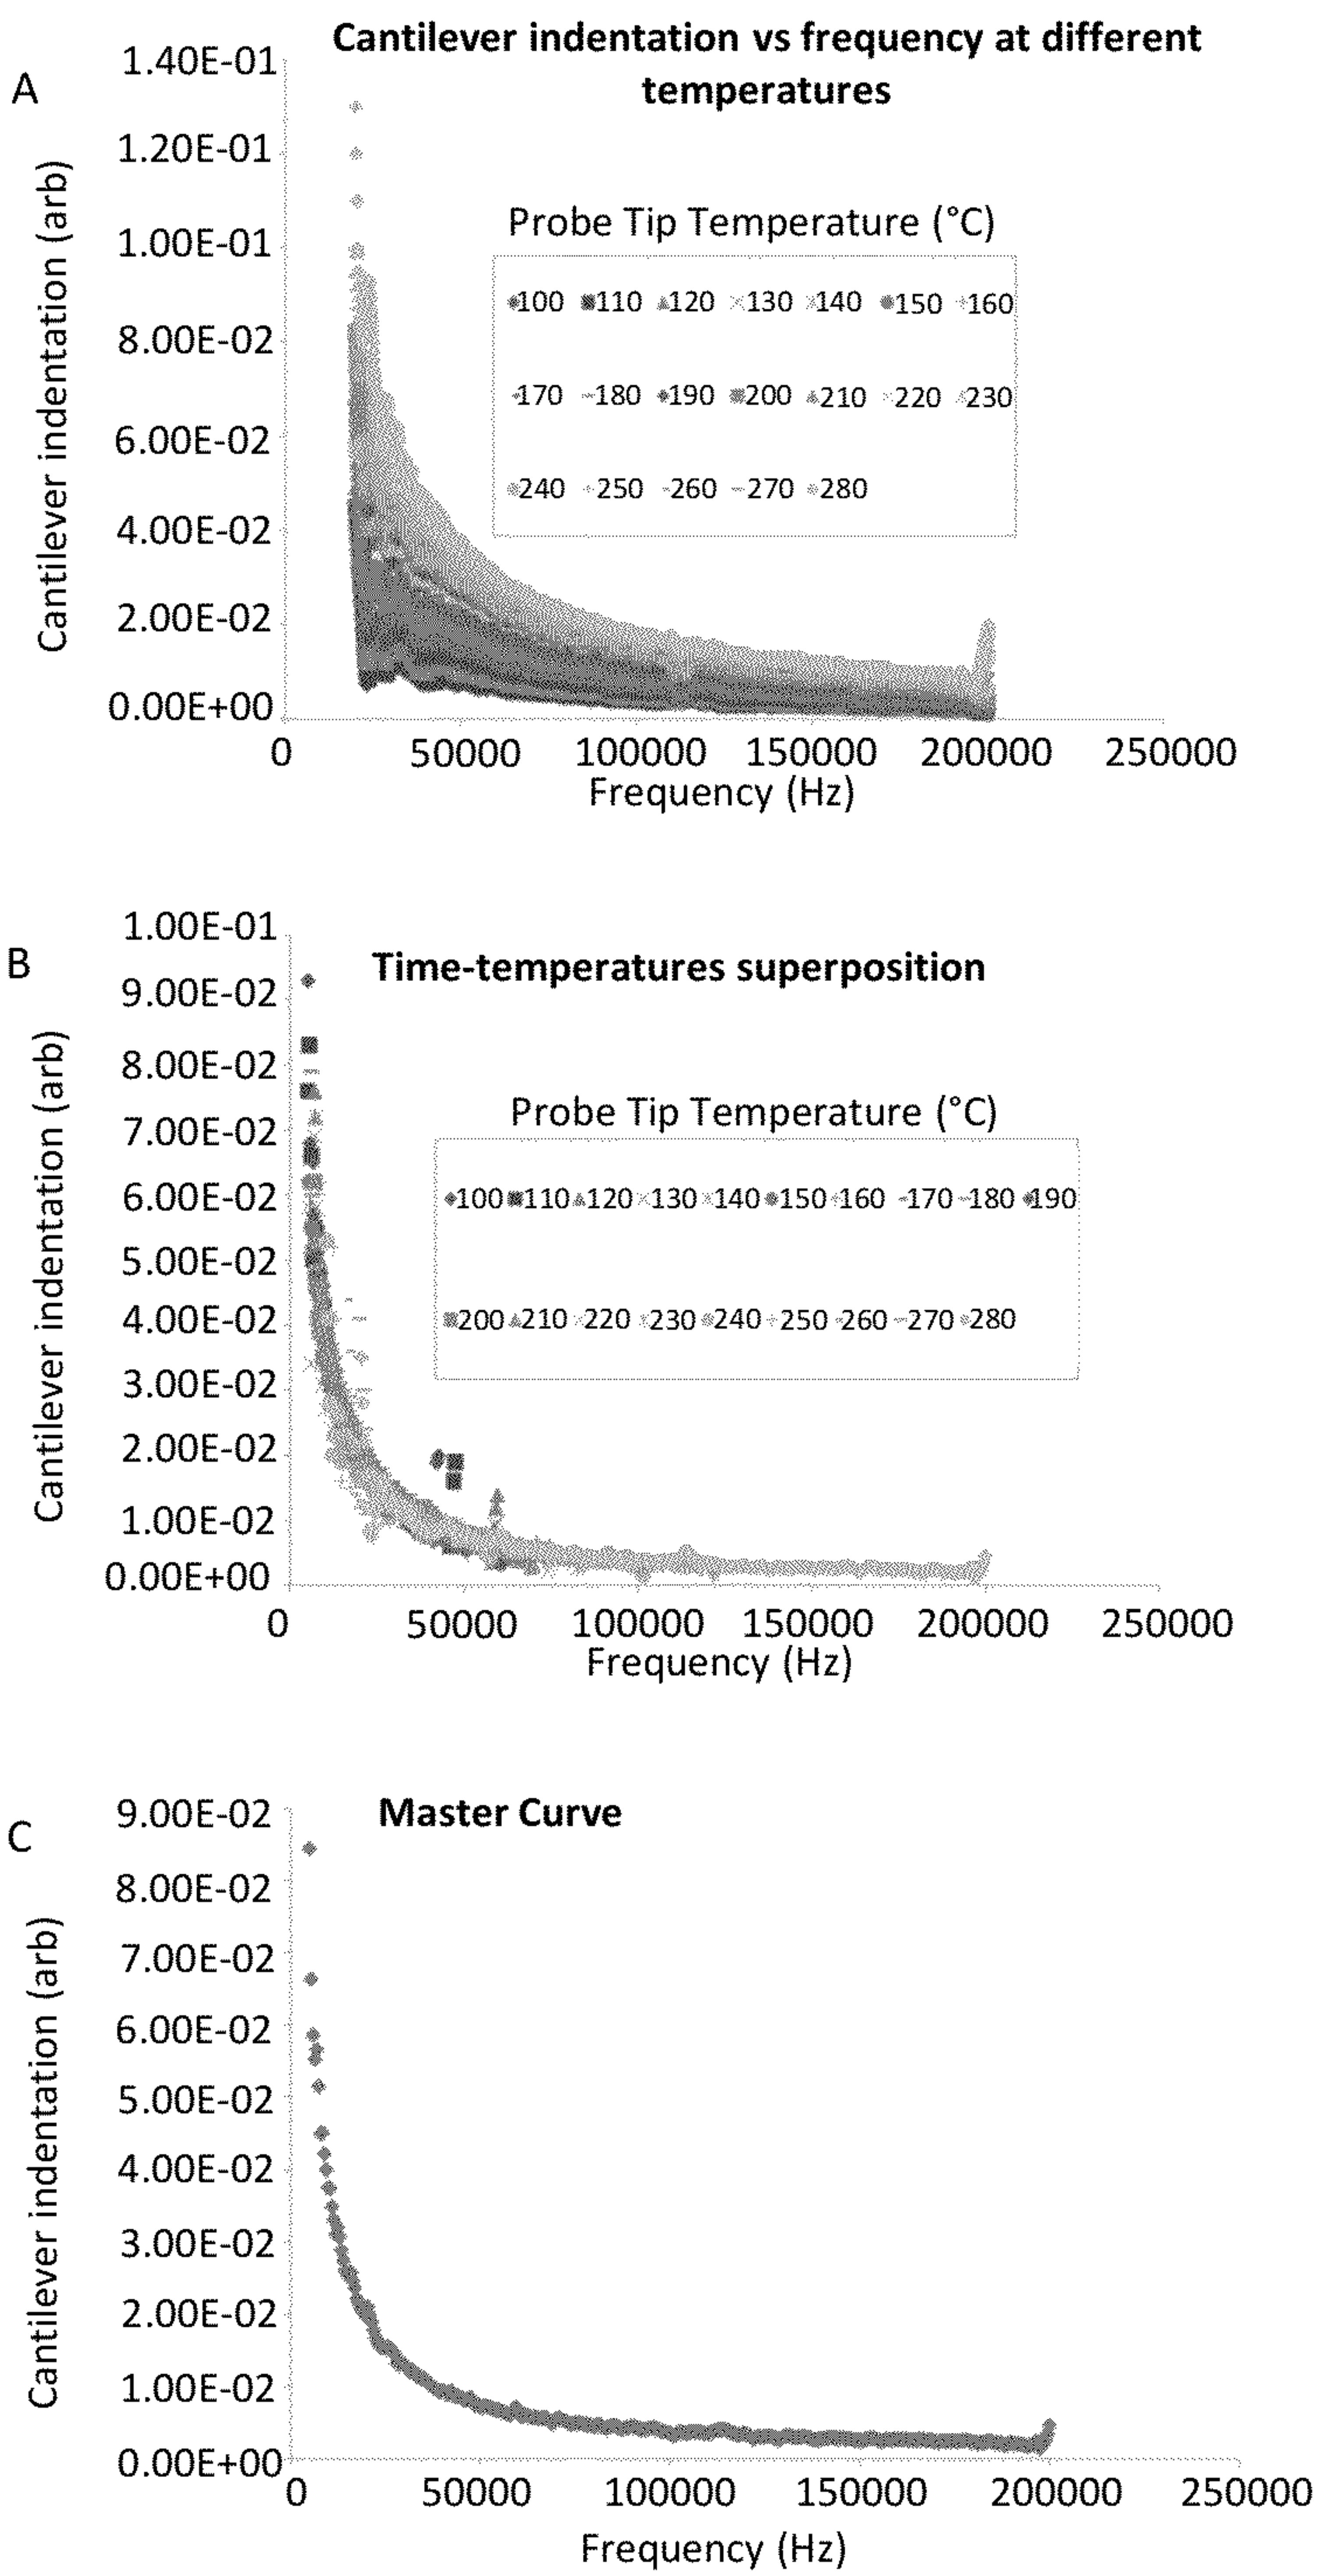 Cantilever indentation vs frequency at different
temperatures
A
Cantilever indentation (arb)
1.40E-01
1.20E-01
1.00E-01
8.00E-02
6.00E-02
4.00E-02
2.00E-02
0.00E+00
Probe Tip Temperature (°C)
100 110 120 130 140 150 160
170 180 190 200 210 220 230
240 250 260 270 280
0 50000 100000 150000 200000 250000
Frequency (Hz)
B
Time-temperatures superposition
Cantilever indentation (arb)
1.00E-01
9.00E-02
8.00E-02
7.00E-02
6.00E-02
5.00E-02
4.00E-02
3.00E-02
2.00E-02
1.00E-02
0.00E+00
Probe Tip Temperature (°C)
100 110 120 130 140 150 160 170 180 190
200 210 220 230 240 250 260 270 280
0 50000 100000 150000 200000 250000
Frequency (Hz)
C
Master Curve
Cantilever indentation (arb)
9.00E-02
8.00E-02
7.00E-02
6.00E-02
5.00E-02
4.00E-02
3.00E-02
2.00E-02
1.00E-02
0.00E+00
0 50000 100000 150000 200000 250000
Frequency (Hz)